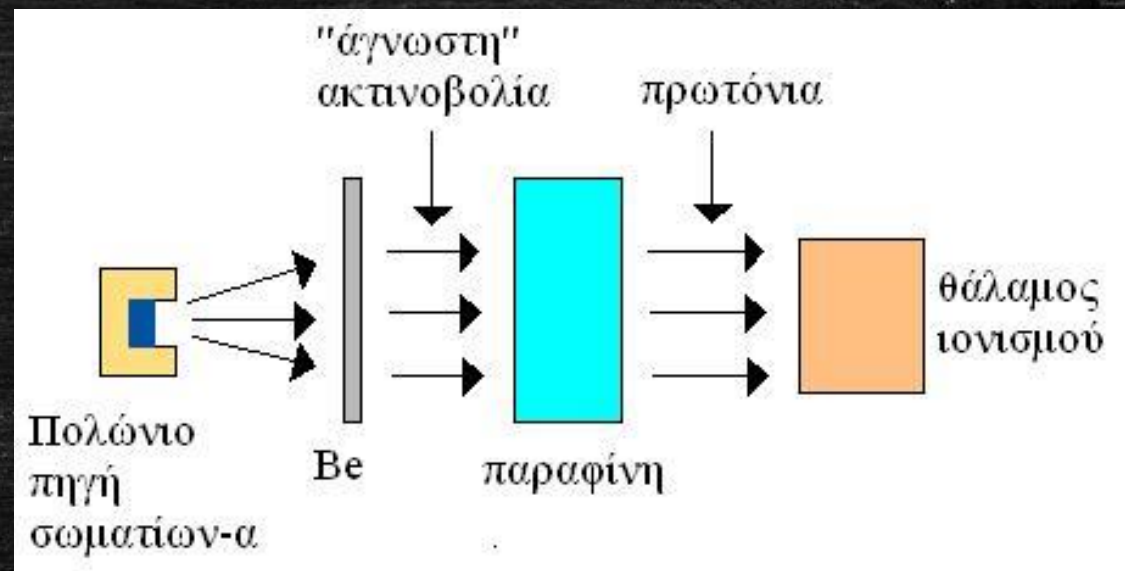 "άγνωστη"
ακτινοβολία
πρωτόνια
θάλαμος
ιονισμού
Πολώνιο
πηγή
σωματίων-α
Be
παραφίνη